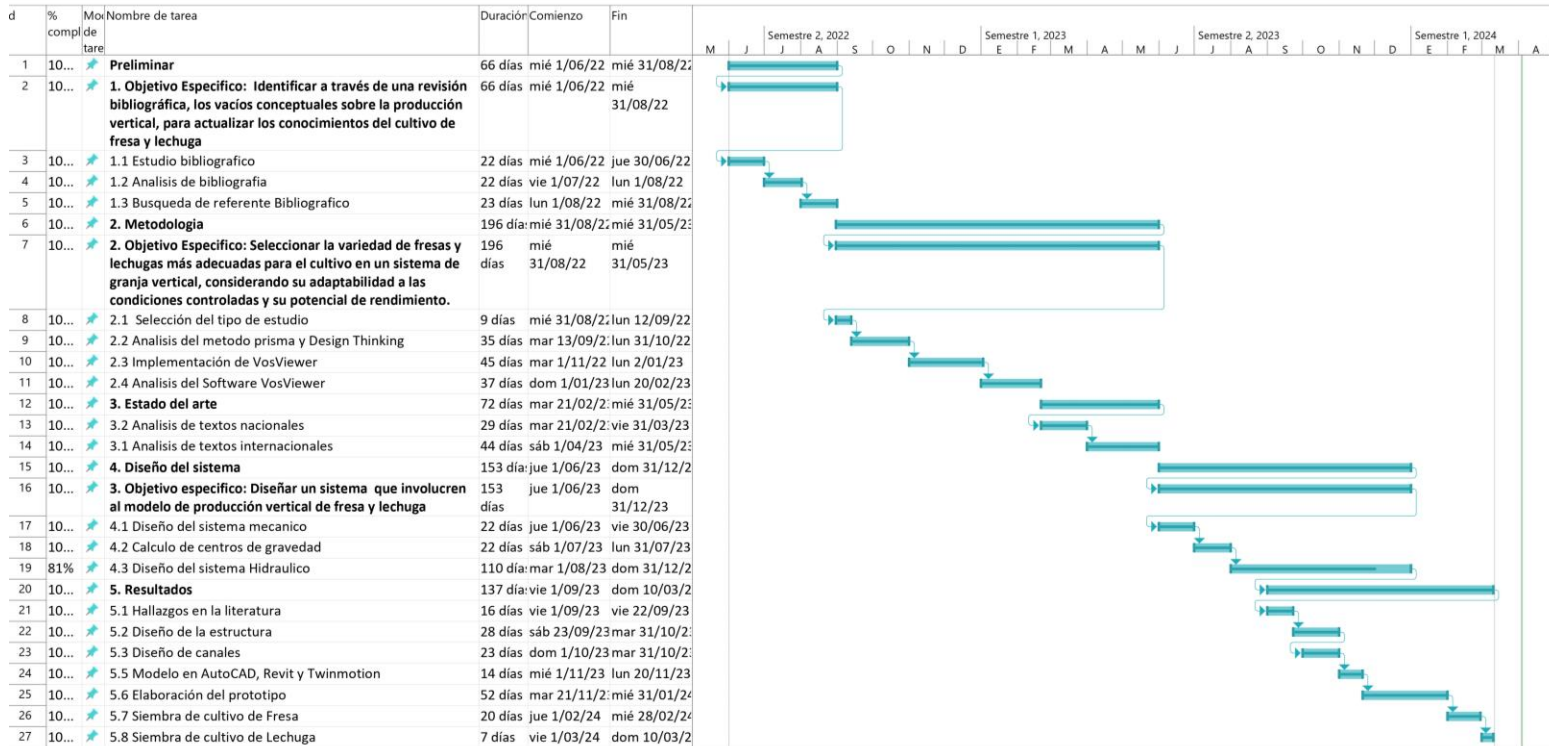 d % compl Mo de tare Nombre de tarea Duración Comienzo Fin
Semestre 2, 2022 Semestre 1, 2023 Semestre 2, 2023 Semestre 1, 2024
M J J A S O N D E F M A M J J A S O N D E F M A
1 10... Preliminar 66 días mié 1/06/22 mié 31/08/22
2 10... 1. Objetivo Especifico: Identificar a través de una revisión 66 días mié 1/06/22 mié
bibliográfica, los vacíos conceptuales sobre la producción 31/08/22
vertical, para actualizar los conocimientos del cultivo de
fresa y lechuga
3 10... 1.1 Estudio bibliografico 22 días mié 1/06/22 jue 30/06/22
4 10... 1.2 Analisis de bibliografia 22 días vie 1/07/22 lun 1/08/22
5 10... 1.3 Busqueda de referente Bibliografico 23 días lun 1/08/22 mié 31/08/22
6 10... 2. Metodologia 196 día: mié 31/08/22 mié 31/05/23
7 10... 2. Objetivo Especifico: Seleccionar la variedad de fresas y 196 mié mié
lechugas más adecuadas para el cultivo en un sistema de días 31/08/22 31/05/23
granja vertical, considerando su adaptabilidad a las
condiciones controladas y su potencial de rendimiento.
8 10... 2.1 Selección del tipo de estudio 9 días mié 31/08/22 lun 12/09/22
9 10... 2.2 Analisis del metodo prisma y Design Thinking 35 días mar 13/09/2: lun 31/10/22
10 10... 2.3 Implementación de VosViewer 45 días mar 1/11/22 lun 2/01/23
11 10... 2.4 Analisis del Software VosViewer 37 días dom 1/01/23 lun 20/02/23
12 10... 3. Estado del arte 72 días mar 21/02/2: mié 31/05/23
13 10... 3.2 Analisis de textos nacionales 29 días mar 21/02/2: vie 31/03/23
14 10... 3.1 Analisis de textos internacionales 44 días sáb 1/04/23 mié 31/05/23
15 10... 4. Diseño del sistema 153 día: jue 1/06/23 dom 31/12/2
16 10... 3. Objetivo especifico: Diseñar un sistema que involucren 153 jue 1/06/23 dom
al modelo de producción vertical de fresa y lechuga días 31/12/23
17 10... 4.1 Diseño del sistema mecanico 22 días jue 1/06/23 vie 30/06/23
18 10... 4.2 Calculo de centros de gravedad 22 días sáb 1/07/23 lun 31/07/23
19 81% 4.3 Diseño del sistema Hidraulico 110 día: mar 1/08/23 dom 31/12/2
20 10... 5. Resultados 137 día: vie 1/09/23 dom 10/03/2
21 10... 5.1 Hallazgos en la literatura 16 días vie 1/09/23 vie 22/09/23
22 10... 5.2 Diseño de la estructura 28 días sáb 23/09/23 mar 31/10/2:
23 10... 5.3 Diseño de canales 23 días dom 1/10/23 mar 31/10/2:
24 10... 5.5 Modelo en AutoCAD, Revit y Twinmotion 14 días mié 1/11/23 lun 20/11/23
25 10... 5.6 Elaboración del prototipo 52 días mar 21/11/2: mié 31/01/24
26 10... 5.7 Siembra de cultivo de Fresa 20 días jue 1/02/24 mié 28/02/24
27 10... 5.8 Siembra de cultivo de Lechuga 7 días vie 1/03/24 dom 10/03/2